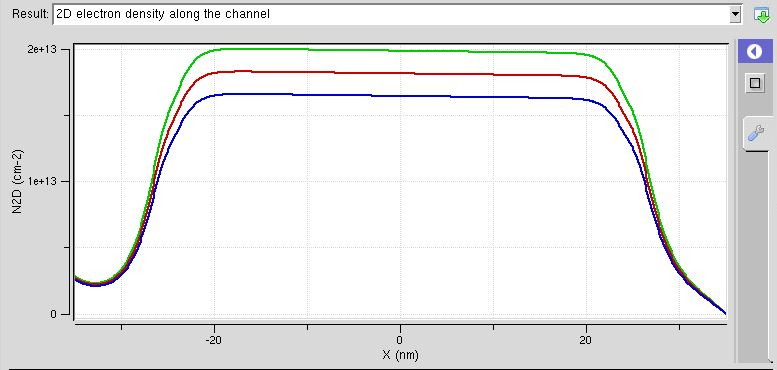 Result: 2D electron density along the channel
2e+13
1e+13
0
N2D (cm-2)
-20
0
20
X (nm)